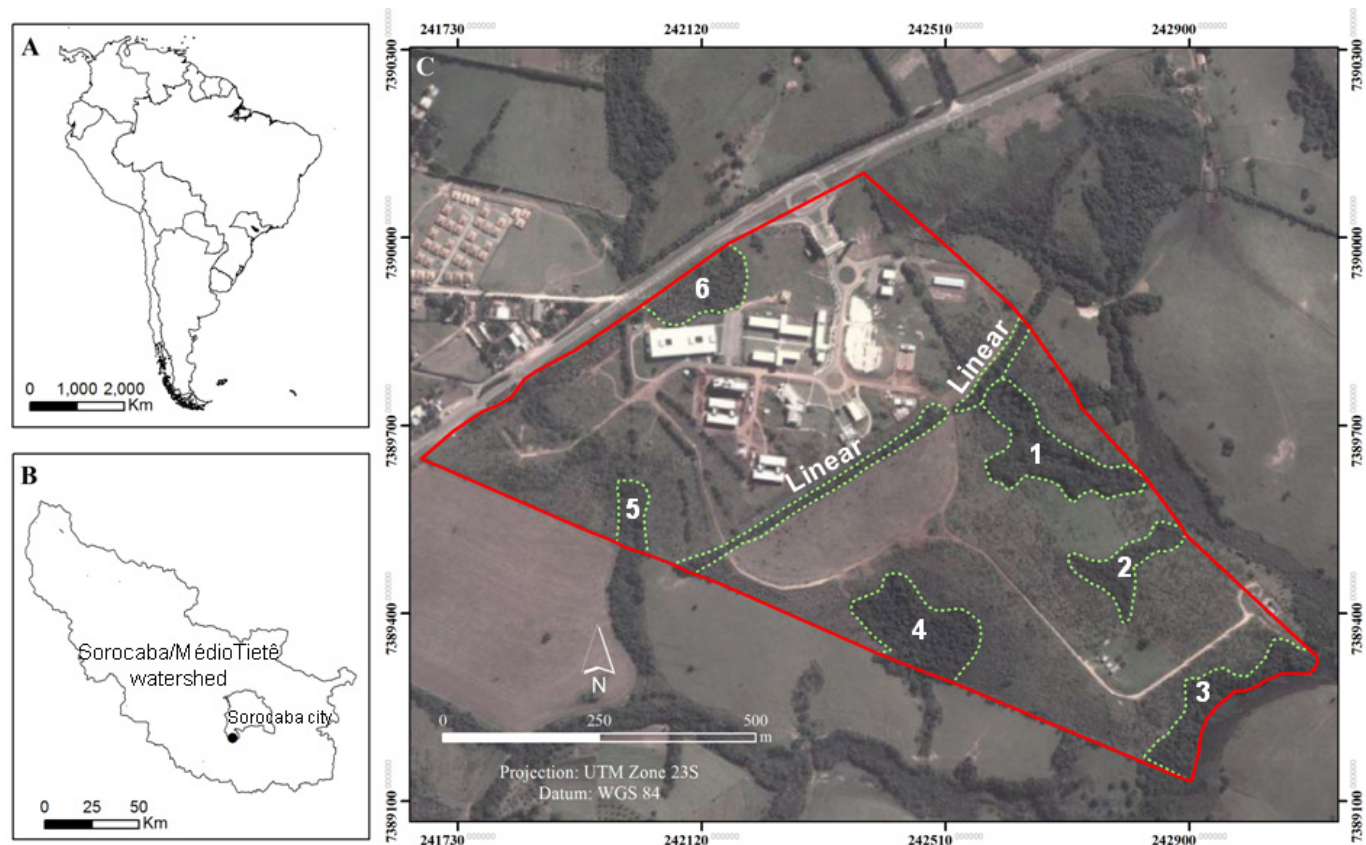 A
0 1,000 2,000
Km
B
Sorocaba/MédioTietê
watershed
Sorocaba city
0 25 50
Km
241730 242120 242510 242900
C
7390300
7390000
7389700
7389400
7389100
7390300
7390000
7389700
7389400
7389100
6
Linear
1
Linear
5
2
4
3
N
0 250 500
m
Projection: UTM Zone 23S
Datum: WGS 84
241730 242120 242510 242900